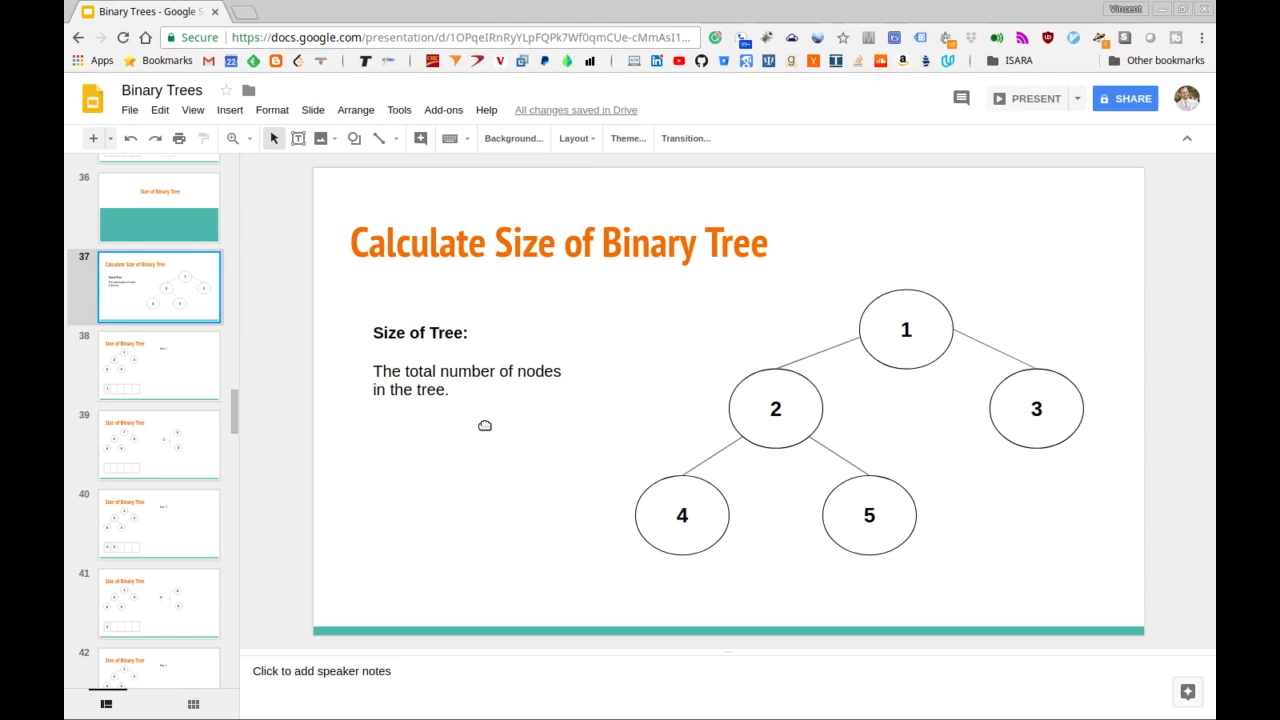 Binary Trees - Google S
Vincent
Secure
https://docs.google.com/presentation/d/1OPqeIRnRyYLpFQPk7Wf0qmCUe-cMmAsI1...
Apps
Bookmarks
ISARA
Other bookmarks
Binary Trees
File Edit View Insert Format Slide Arrange Tools Add-ons Help
All changes saved in Drive
PRESENT
SHARE
Background...
Layout
Theme...
Transition...
36
Size of Binary Tree
37
Calculate Size of Binary Tree
38
Size of Binary Tree
39
Size of Binary Tree
40
Size of Binary Tree
41
Size of Binary Tree
42
Size of Binary Tree
Calculate Size of Binary Tree
Size of Tree:
The total number of nodes
in the tree.
1
2
3
4
5
Click to add speaker notes